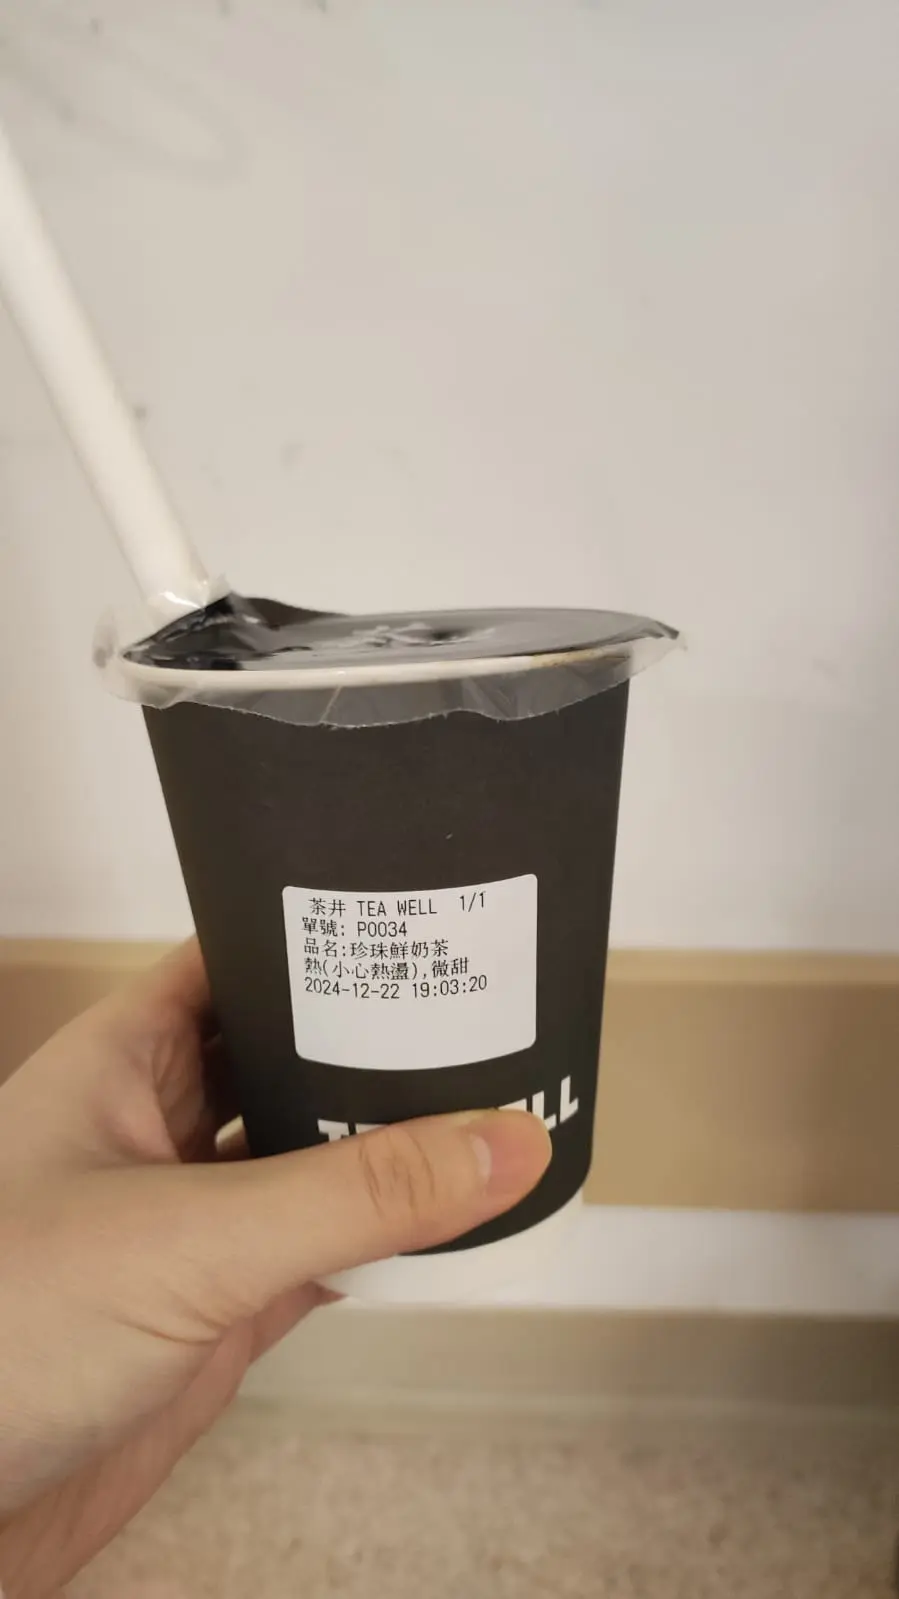 茶井 TEA WELL 1/1
單號: P0034
品名:珍珠鮮奶茶
熱(小心熱盪),微甜
2024-12-22 19:03:20